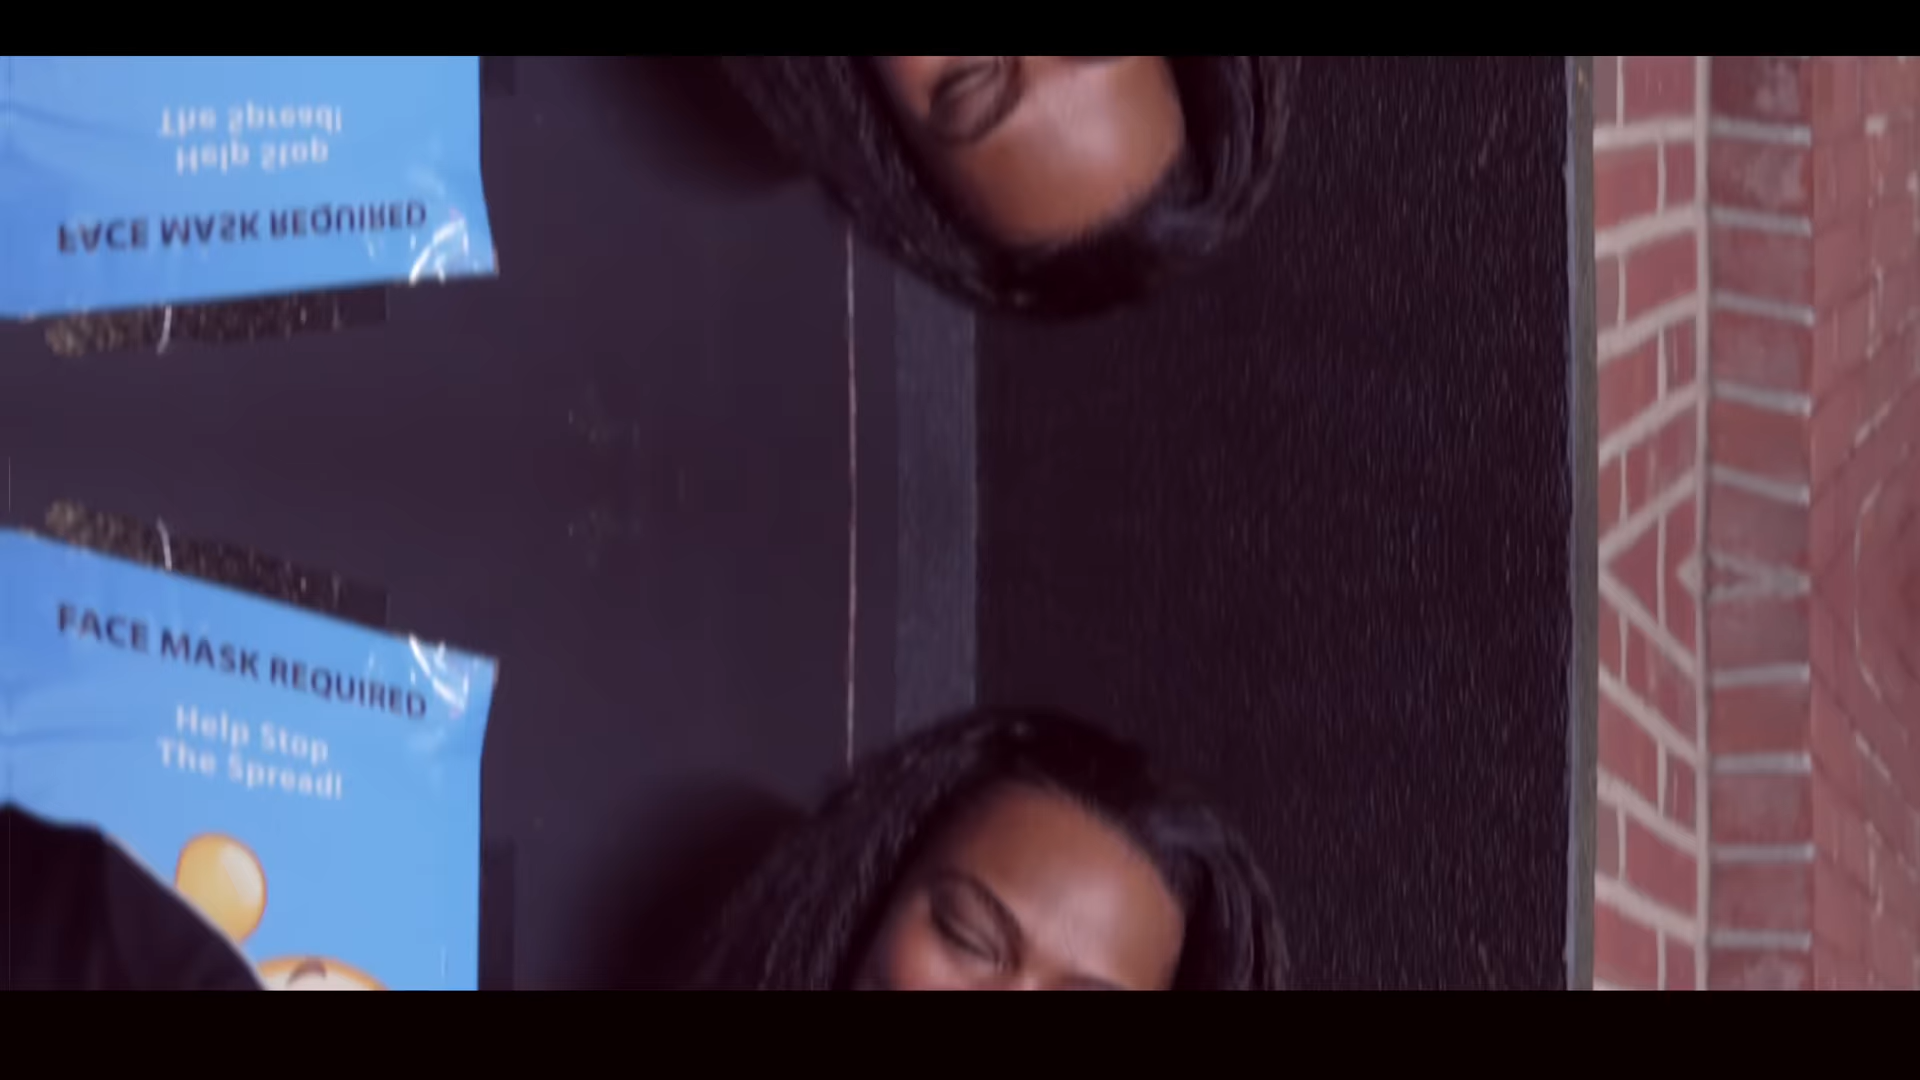 The Spread!
Help Stop
FACE MASK REQUIRED
FACE MASK REQUIRED
Help Stop
The Spread!